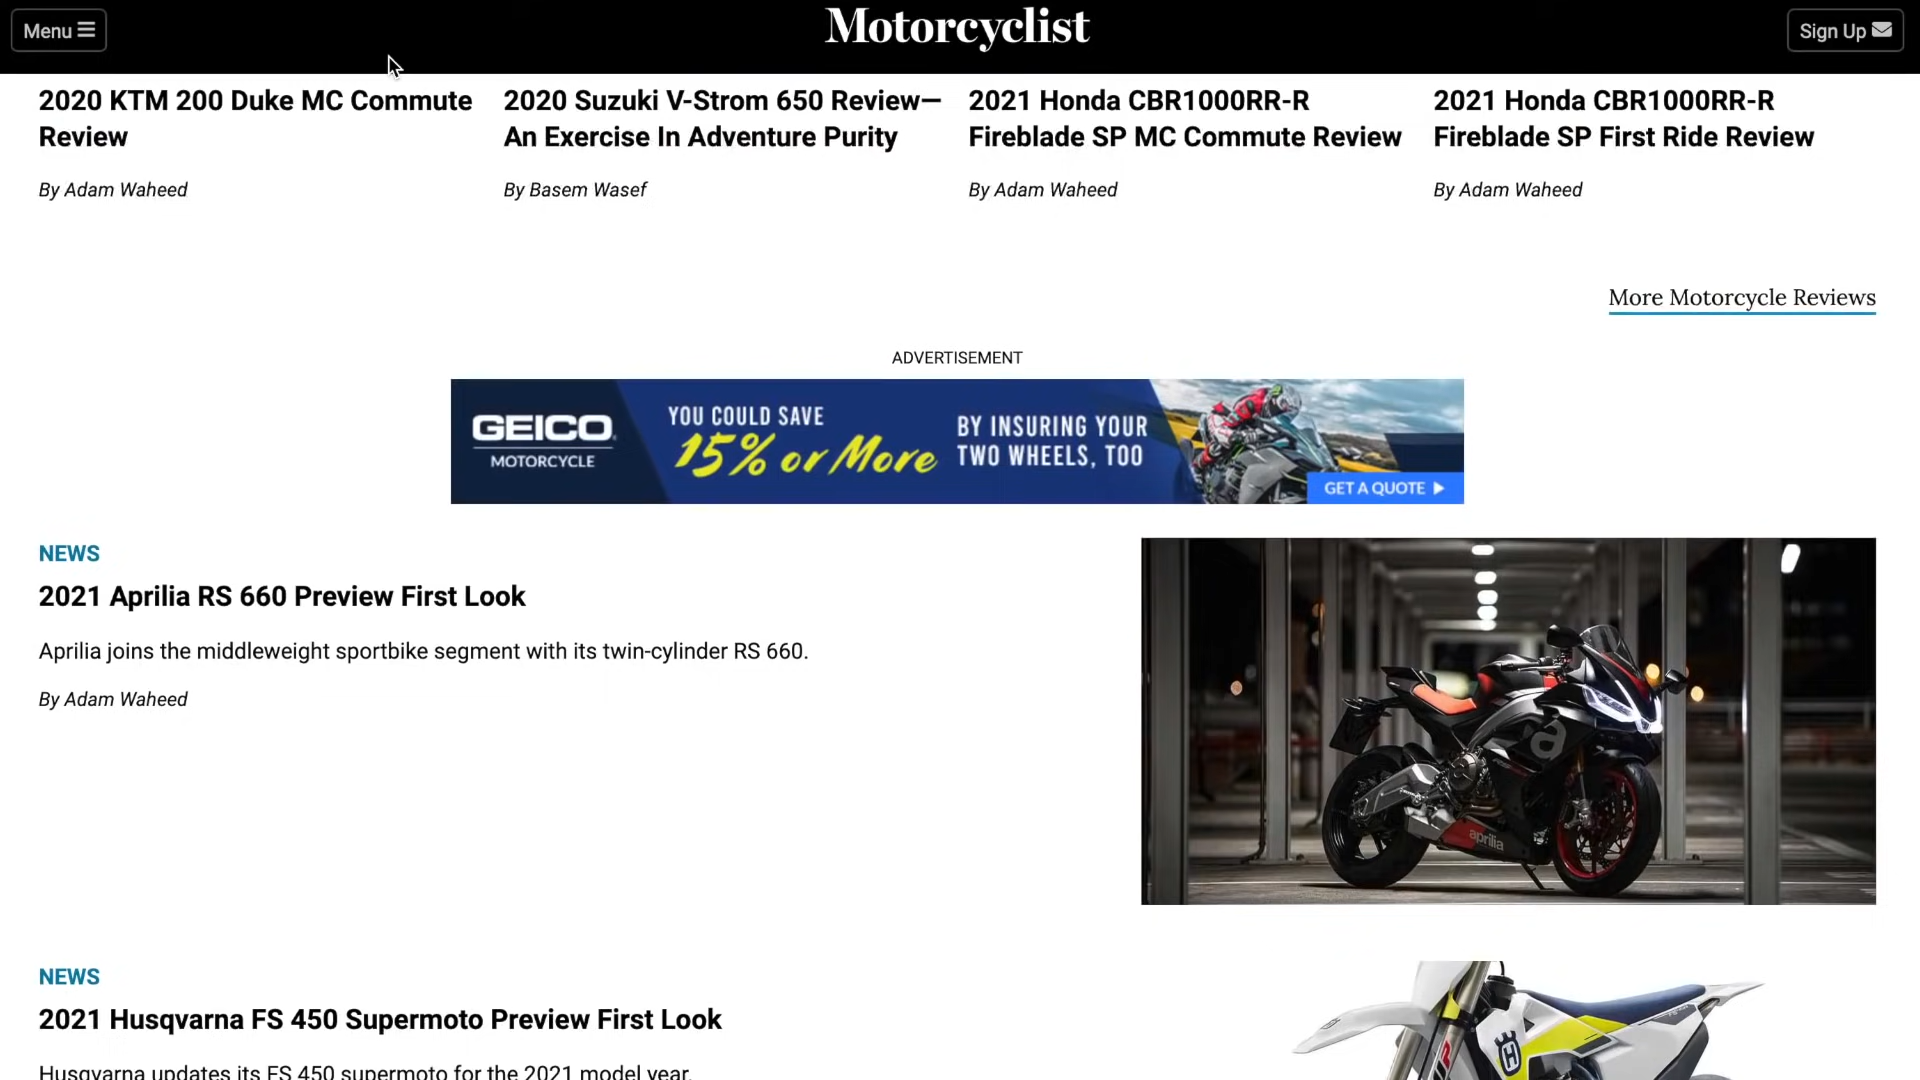 Menu
Motorcyclist
Sign Up
2020 KTM 200 Duke MC Commute
Review
By Adam Waheed
2020 Suzuki V-Strom 650 Review—
An Exercise In Adventure Purity
By Basem Wasef
2021 Honda CBR1000RR-R
Fireblade SP MC Commute Review
By Adam Waheed
2021 Honda CBR1000RR-R
Fireblade SP First Ride Review
By Adam Waheed
More Motorcycle Reviews
ADVERTISEMENT
GEICO
MOTORCYCLE
YOU COULD SAVE
15% or More
BY INSURING YOUR
TWO WHEELS, TOO
GET A QUOTE
NEWS
2021 Aprilia RS 660 Preview First Look
Aprilia joins the middleweight sportbike segment with its twin-cylinder RS 660.
By Adam Waheed
a
aprilia
NEWS
2021 Husqvarna FS 450 Supermoto Preview First Look
Husqvarna updates its FS 450 supermoto for the 2021 model year.